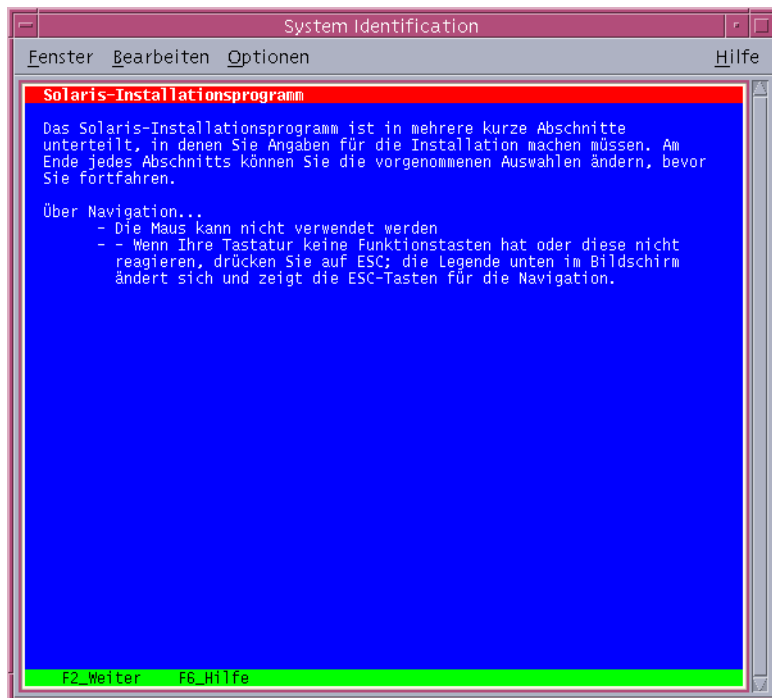 System Identification
Fenster Bearbeiten Optionen Hilfe
Solaris-Installationsprogramm
Das Solaris-Installationsprogramm ist in mehrere kurze Abschnitte
unterteilt, in denen Sie Angaben für die Installation machen müssen. Am
Ende jedes Abschnitts können Sie die vorgenommenen Auswahlen ändern, bevor
Sie fortfahren.
Über Navigation...
- Die Maus kann nicht verwendet werden
- - Wenn Ihre Tastatur keine Funktionstasten hat oder diese nicht
reagieren, drücken Sie auf ESC; die Legende unten im Bildschirm
ändert sich und zeigt die ESC-Tasten für die Navigation.
F2_Weiter F6_Hilfe